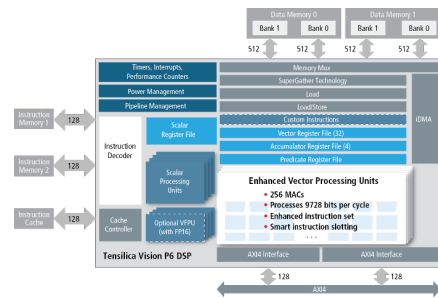 Data Memory 0
Data Memory 1
Bank 1
Bank 0
Bank 1
Bank 0
512
512
512
512
Timers, Interrupts,
Performance Counters
Power Management
Pipeline Management
Memory Mux
SuperGather Technology
Load
Load/Store
Custom Instructions
Vector Register File (32)
Accumulator Register File (4)
Predicate Register File
iDMA
Instruction
Memory 1
128
Instruction
Memory 2
128
Instruction
Cache
128
Instruction
Decoder
Scalar
Register File
Scalar
Processing
Units
Cache
Controller
Optional VFPU
(with FP16)
Enhanced Vector Processing Units
• 256 MACs
• Processes 9728 bits per cycle
• Enhanced instruction set
• Smart instruction slotting
. . .
Tensilica Vision P6 DSP
AXI4 Interface
AXI4 Interface
128
128
AXI4